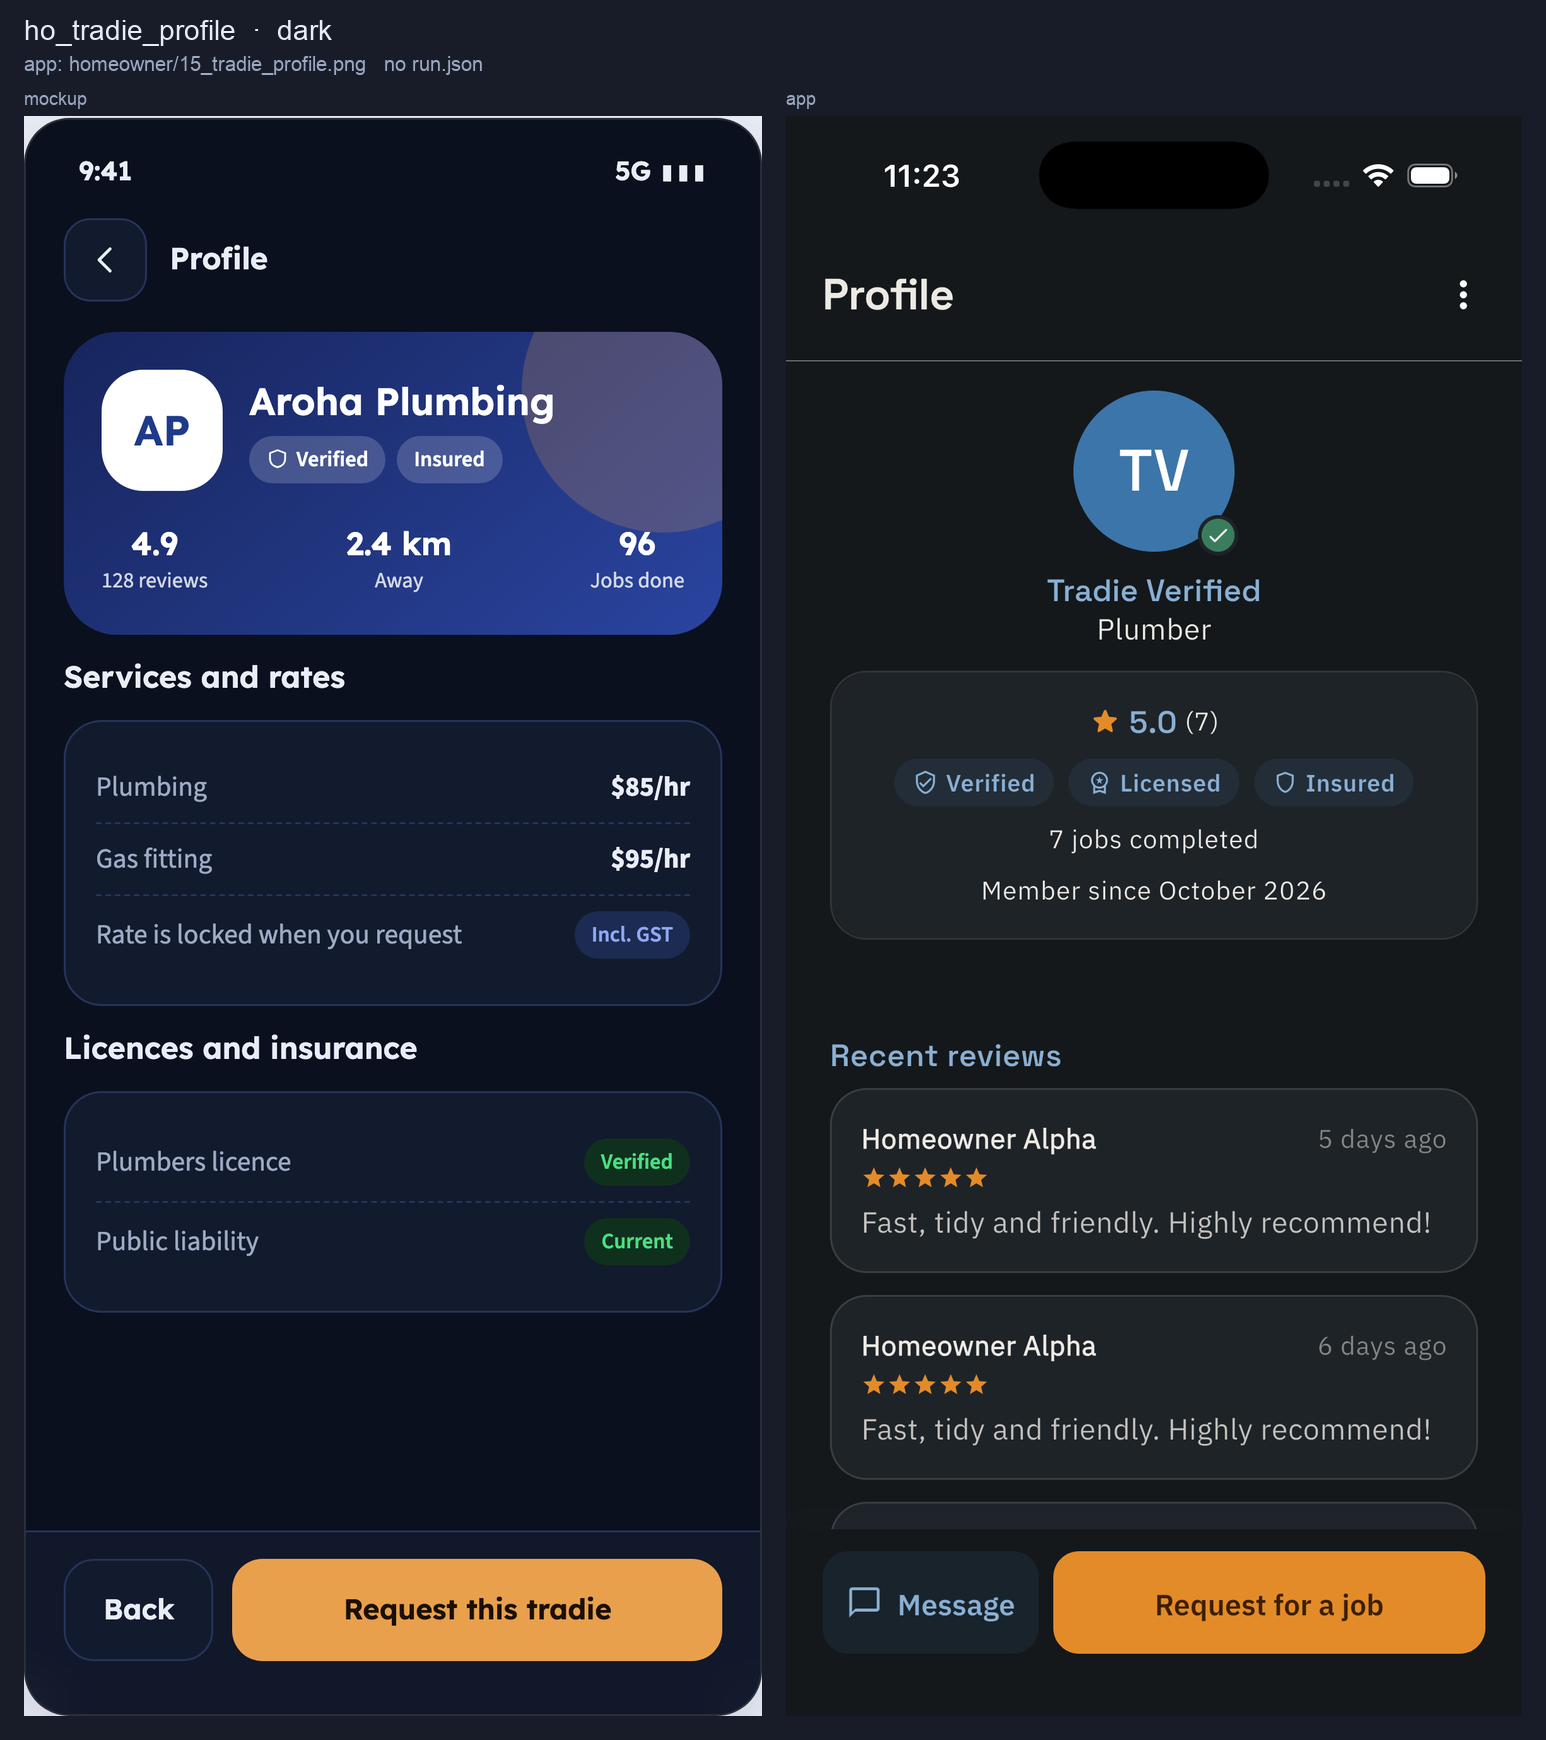 ho_tradie_profile · dark
app: homeowner/15_tradie_profile.png no run.json
mockup
9:41
5G
Profile
AP
Aroha Plumbing
Verified
Insured
4.9
2.4 km
96
128 reviews
Away
Jobs done
Services and rates
Plumbing
$85/hr
Gas fitting
$95/hr
Rate is locked when you request
Incl. GST
Licences and insurance
Plumbers licence
Verified
Public liability
Current
Back
Request this tradie
app
11:23
Profile
TV
Tradie Verified
Plumber
5.0 (7)
Verified
Licensed
Insured
7 jobs completed
Member since October 2026
Recent reviews
Homeowner Alpha
5 days ago
Fast, tidy and friendly. Highly recommend!
Homeowner Alpha
6 days ago
Fast, tidy and friendly. Highly recommend!
Message
Request for a job